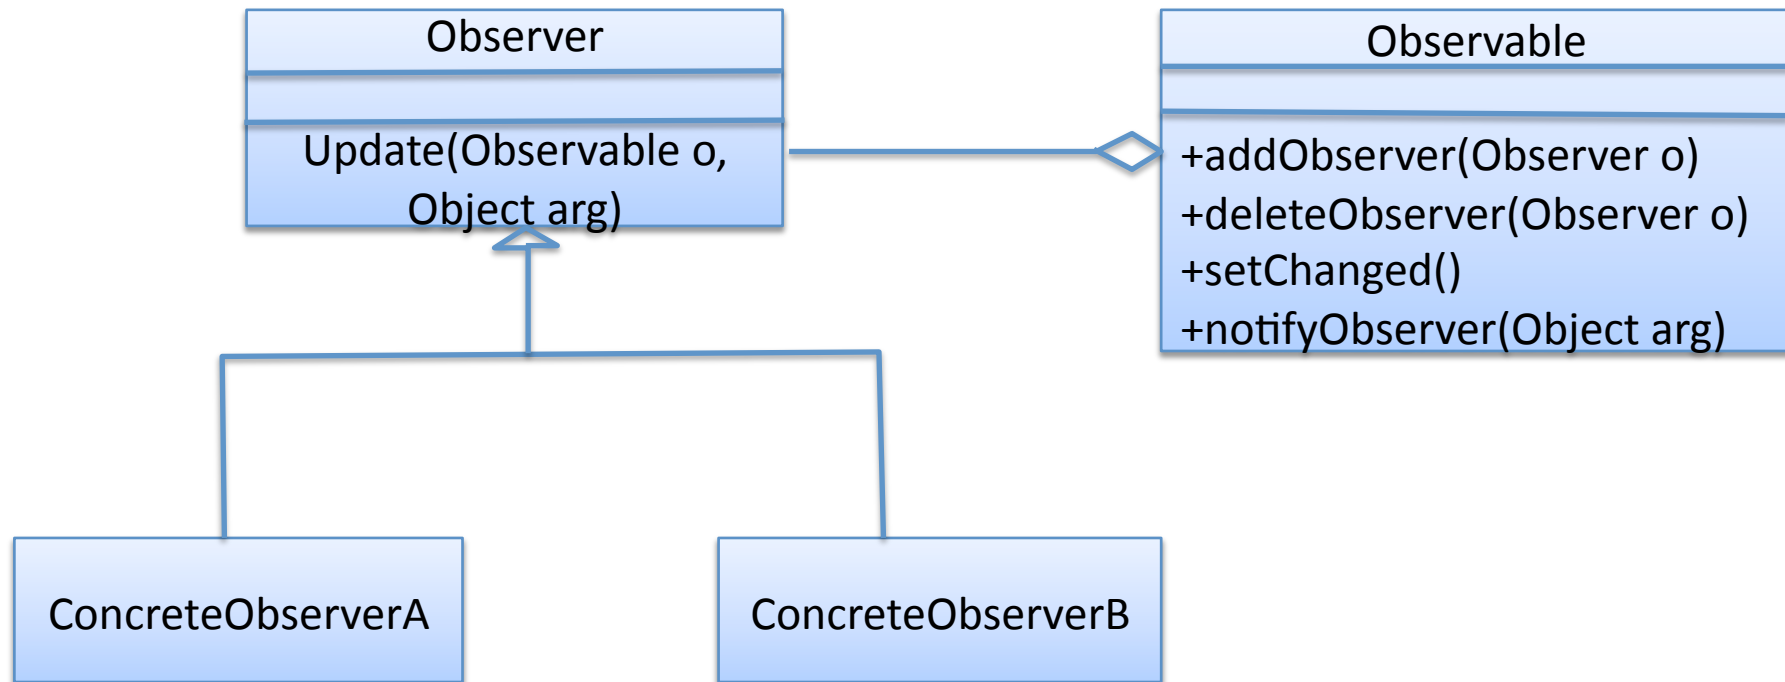 Observer
Update(Observable o,
Object arg)
Observable
+addObserver(Observer o)
+deleteObserver(Observer o)
+setChanged()
+notifyObserver(Object arg)
ConcreteObserverA
ConcreteObserverB